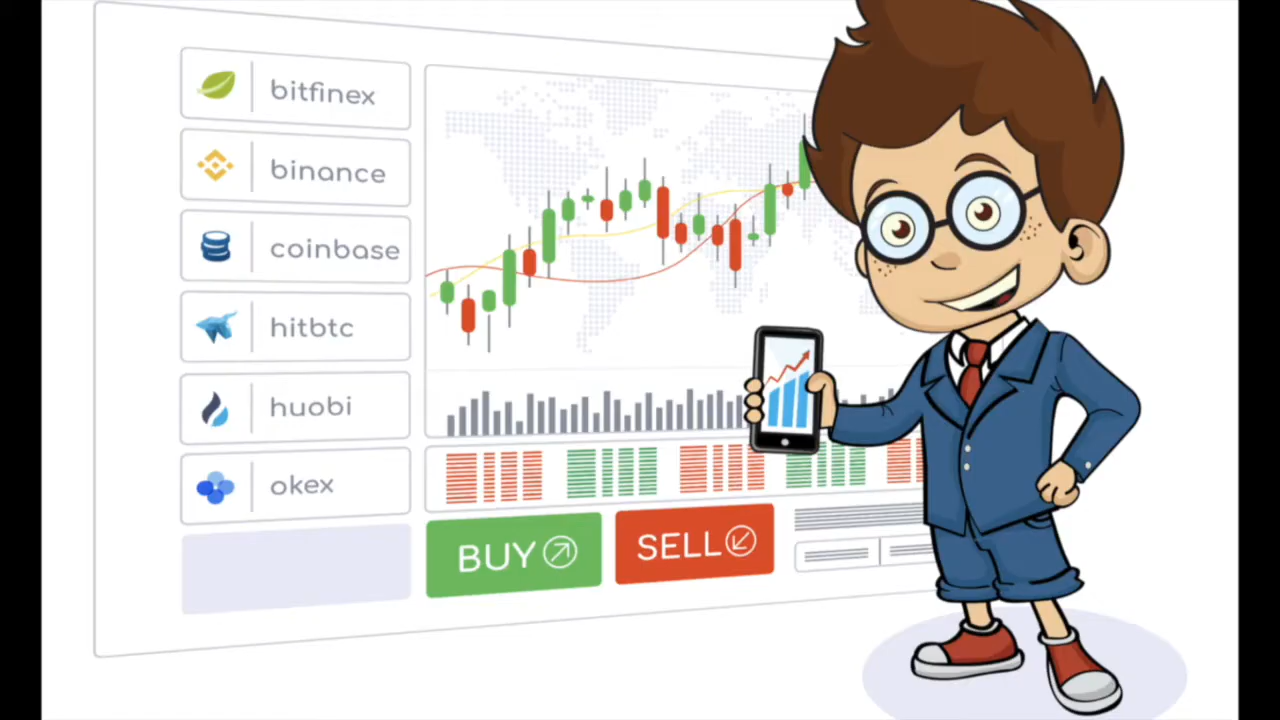 bitfinex
binance
coinbase
hitbtc
huobi
okex
BUY
SELL